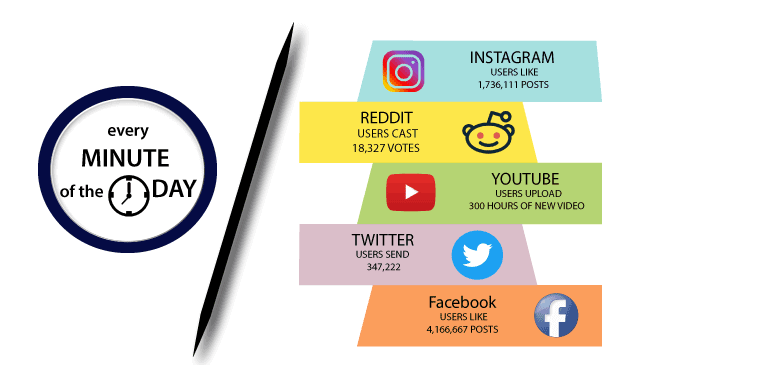 every
MINUTE
of the DAY
INSTAGRAM
USERS LIKE
1,736,111 POSTS
REDDIT
USERS CAST
18,327 VOTES
YOUTUBE
USERS UPLOAD
300 HOURS OF NEW VIDEO
TWITTER
USERS SEND
347,222
Facebook
USERS LIKE
4,166,667 POSTS